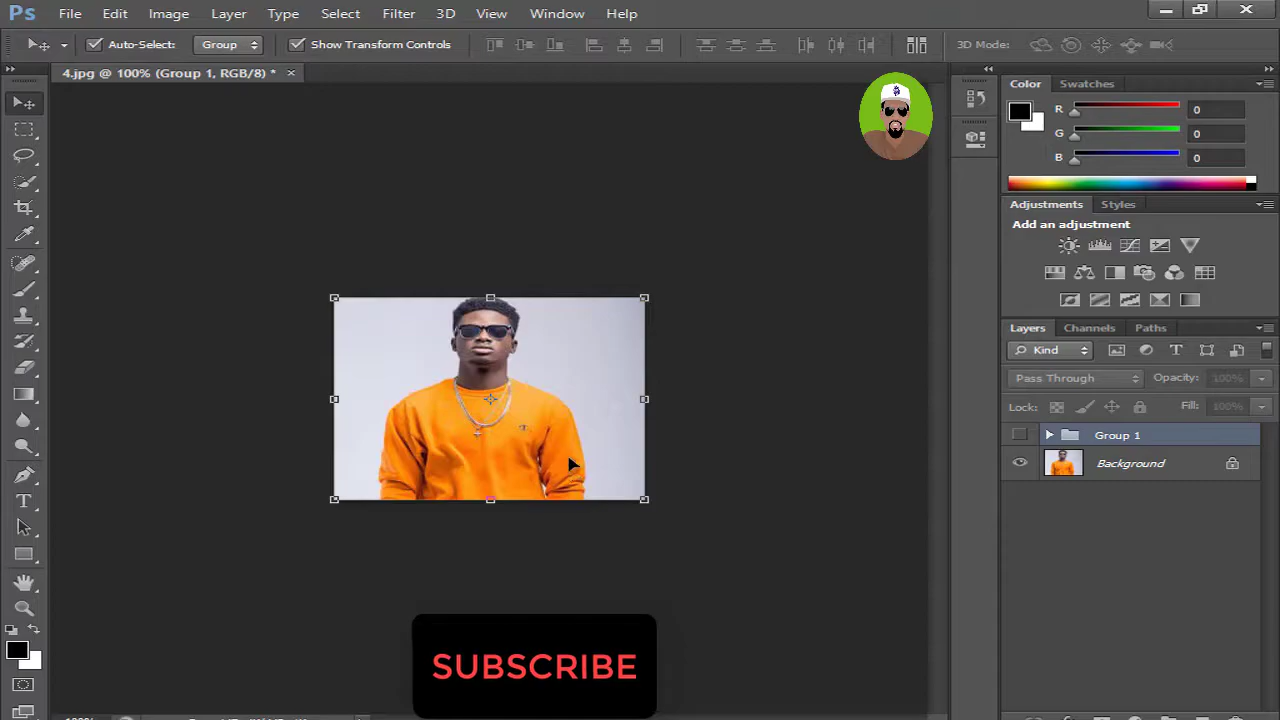 Ps File Edit Image Layer Type Select Filter 3D View Window Help
Auto-Select: Group Show Transform Controls 3D Mode:
4.jpg @ 100% (Group 1, RGB/8) *
Color Swatches
R 0
G 0
B 0
Adjustments Styles
Add an adjustment
Layers Channels Paths
Kind
Pass Through Opacity: 100%
Lock: Fill: 100%
Group 1
Background
T
SUBSCRIBE